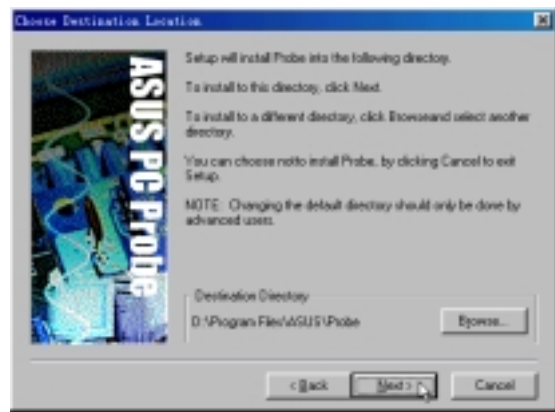 Choose Destination Location
ASUS PC Probe
Setup will install Probe into the following directory.
To install to this directory, click Next.
To install to a different directory, click Browseand select another
directory.
You can choose notto install Probe, by clicking Cancel to exit
Setup.
NOTE: Changing the default directory should only be done by
advanced users.
Destination Directory
D:\Program Files\ASUS\Probe
Browse...
< Back
Next >
Cancel